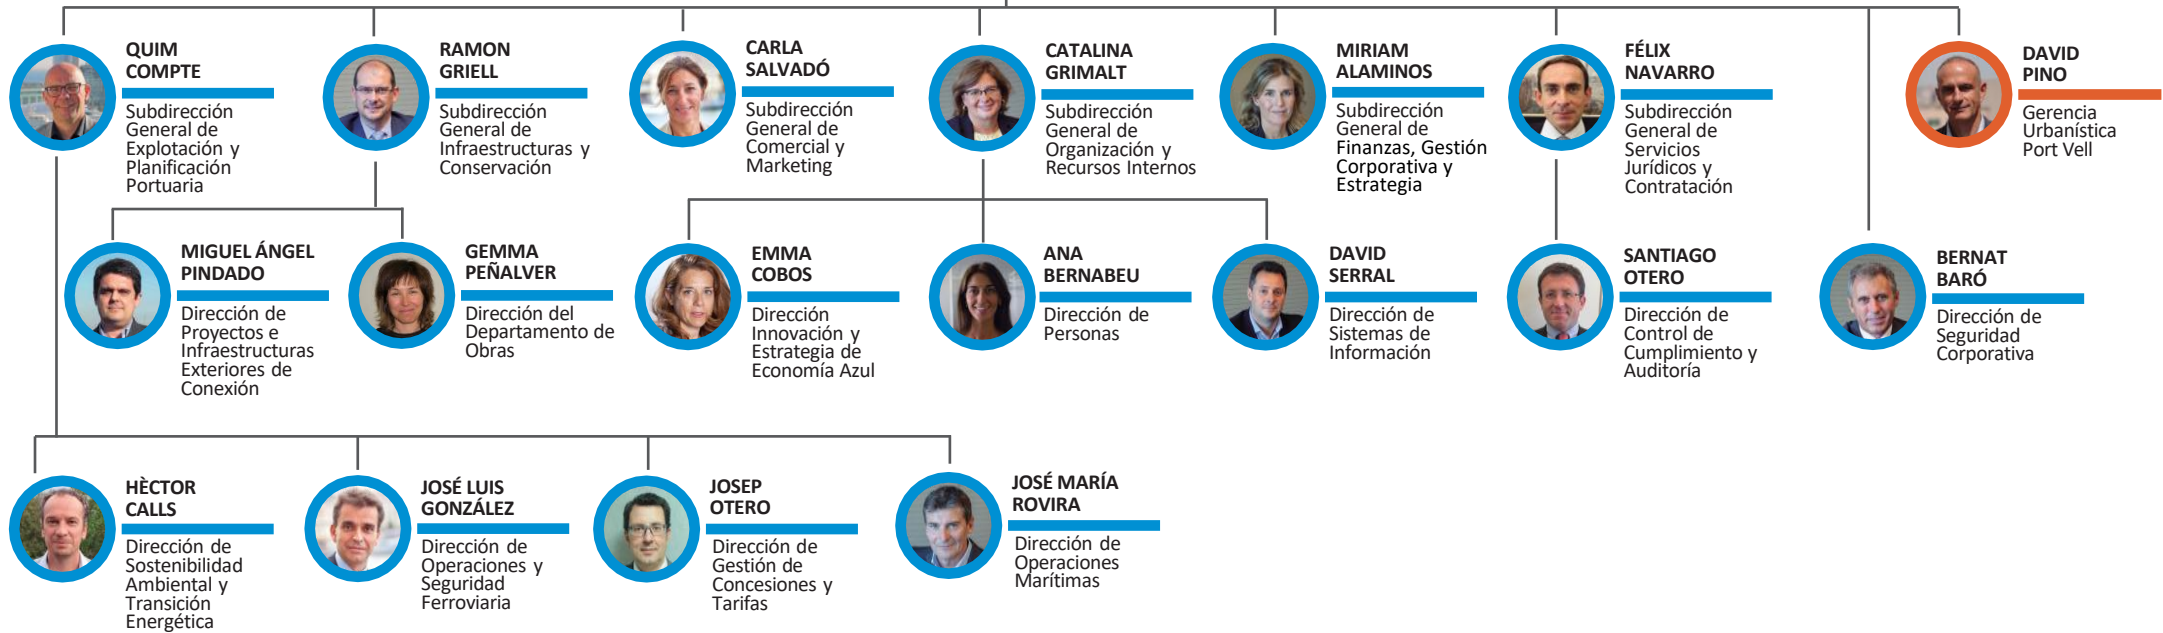 QUIM
COMPTE
Subdirección
General de
Explotación y
Planificación
Portuaria
RAMON
GRIELL
Subdirección
General de
Infraestructuras y
Conservación
CARLA
SALVADÓ
Subdirección
General de
Comercial y
Marketing
CATALINA
GRIMALT
Subdirección
General de
Organización y
Recursos Internos
MIRIAM
ALAMINOS
Subdirección
General de
Finanzas, Gestión
Corporativa y
Estrategia
FÉLIX
NAVARRO
Subdirección
General de
Servicios
Jurídicos y
Contratación
DAVID
PINO
Gerencia
Urbanística
Port Vell
MIGUEL ÁNGEL
PINDADO
Dirección de
Proyectos e
Infraestructuras
Exteriores de
Conexión
GEMMA
PEÑALVER
Dirección del
Departamento de
Obras
EMMA
COBOS
Dirección
Innovación y
Estrategia de
Economía Azul
ANA
BERNABEU
Dirección de
Personas
DAVID
SERRAL
Dirección de
Sistemas de
Información
SANTIAGO
OTERO
Dirección de
Control de
Cumplimiento y
Auditoría
BERNAT
BARÓ
Dirección de
Seguridad
Corporativa
HÈCTOR
CALLS
Dirección de
Sostenibilidad
Ambiental y
Transición
Energética
JOSÉ LUIS
GONZÁLEZ
Dirección de
Operaciones y
Seguridad
Ferroviaria
JOSEP
OTERO
Dirección de
Gestión de
Concesiones y
Tarifas
JOSÉ MARÍA
ROVIRA
Dirección de
Operaciones
Marítimas